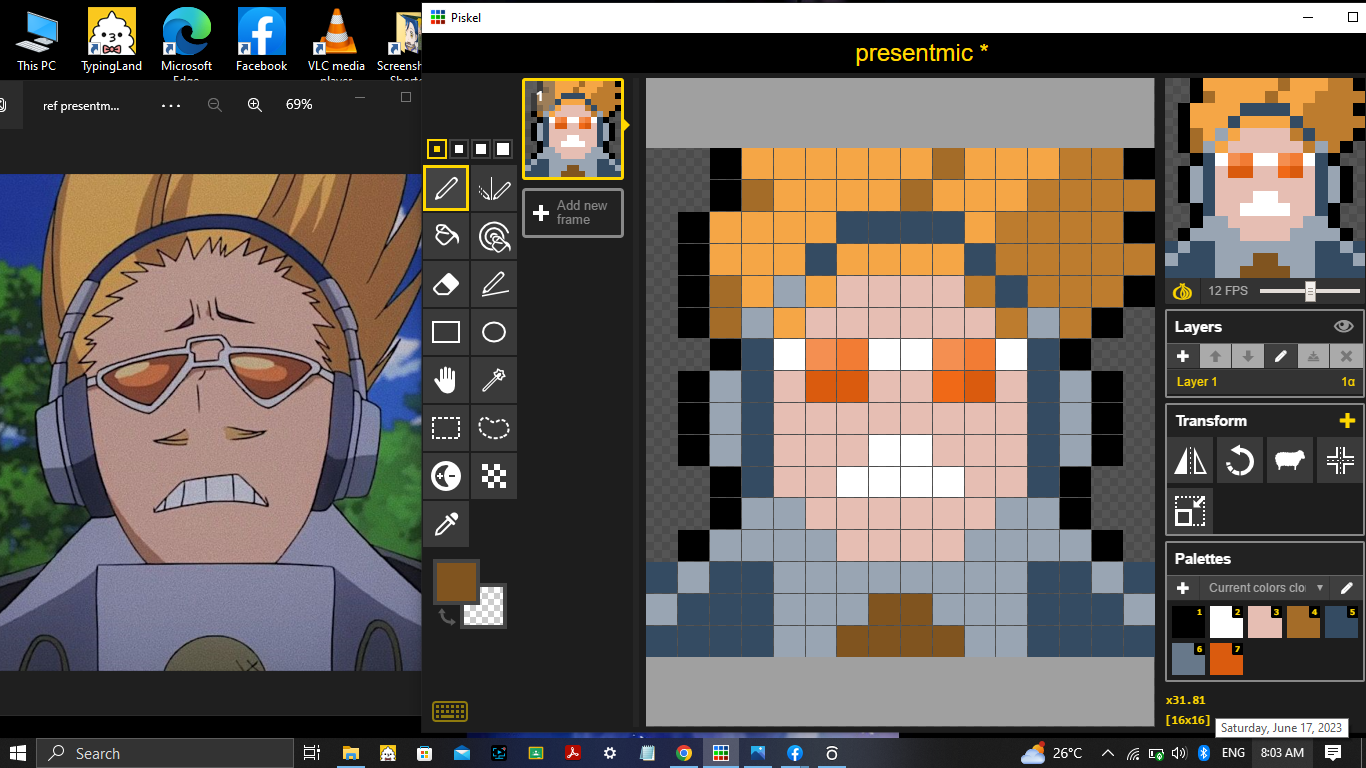 This PC
TypingLand
Microsoft
Edge
Facebook
VLC media
player
Screensh
Short
ref presentm...
69%
Piskel
presentmic *
1
Add new
frame
12 FPS
Layers
Layer 1
1α
Transform
Palettes
Current colors clo
1
2
3
4
5
6
7
x31.81
[16x16]
Saturday, June 17, 2023
Search
26°C
ENG
8:03 AM